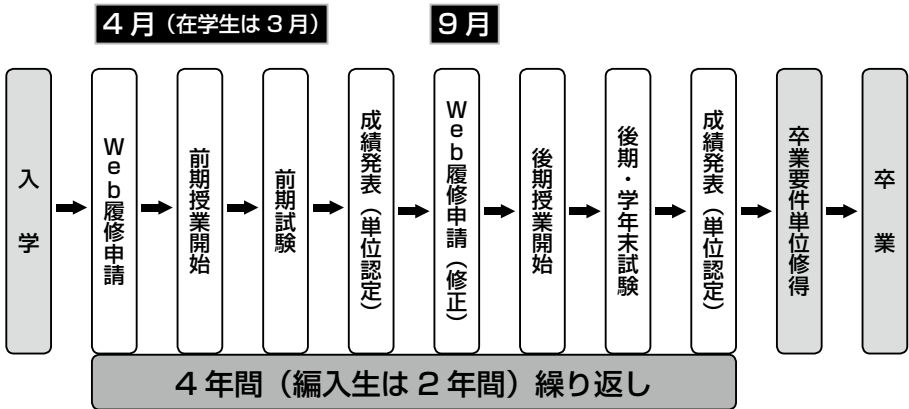 4月（在学生は3月）
9月
入学
Web履修申請
前期授業開始
前期試験
成績発表（単位認定）
Web履修申請（修正）
後期授業開始
後期・学年末試験
成績発表（単位認定）
卒業要件単位修得
卒業
4年間（編入生は2年間）繰り返し